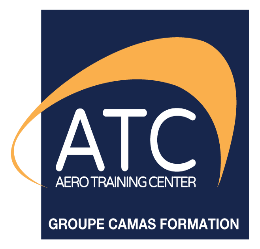 ATC
AERO TRAINING CENTER
GROUPE CAMAS FORMATION